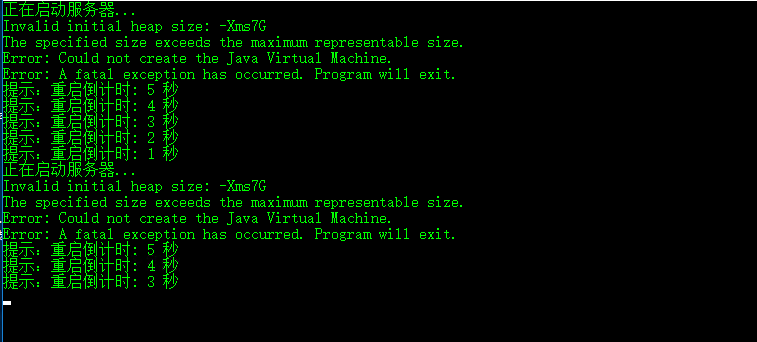 正在启动服务器...
Invalid initial heap size: -Xms7G
The specified size exceeds the maximum representable size.
Error: Could not create the Java Virtual Machine.
Error: A fatal exception has occurred. Program will exit.
提示: 重启倒计时: 5 秒
提示: 重启倒计时: 4 秒
提示: 重启倒计时: 3 秒
提示: 重启倒计时: 2 秒
提示: 重启倒计时: 1 秒
正在启动服务器...
Invalid initial heap size: -Xms7G
The specified size exceeds the maximum representable size.
Error: Could not create the Java Virtual Machine.
Error: A fatal exception has occurred. Program will exit.
提示: 重启倒计时: 5 秒
提示: 重启倒计时: 4 秒
提示: 重启倒计时: 3 秒